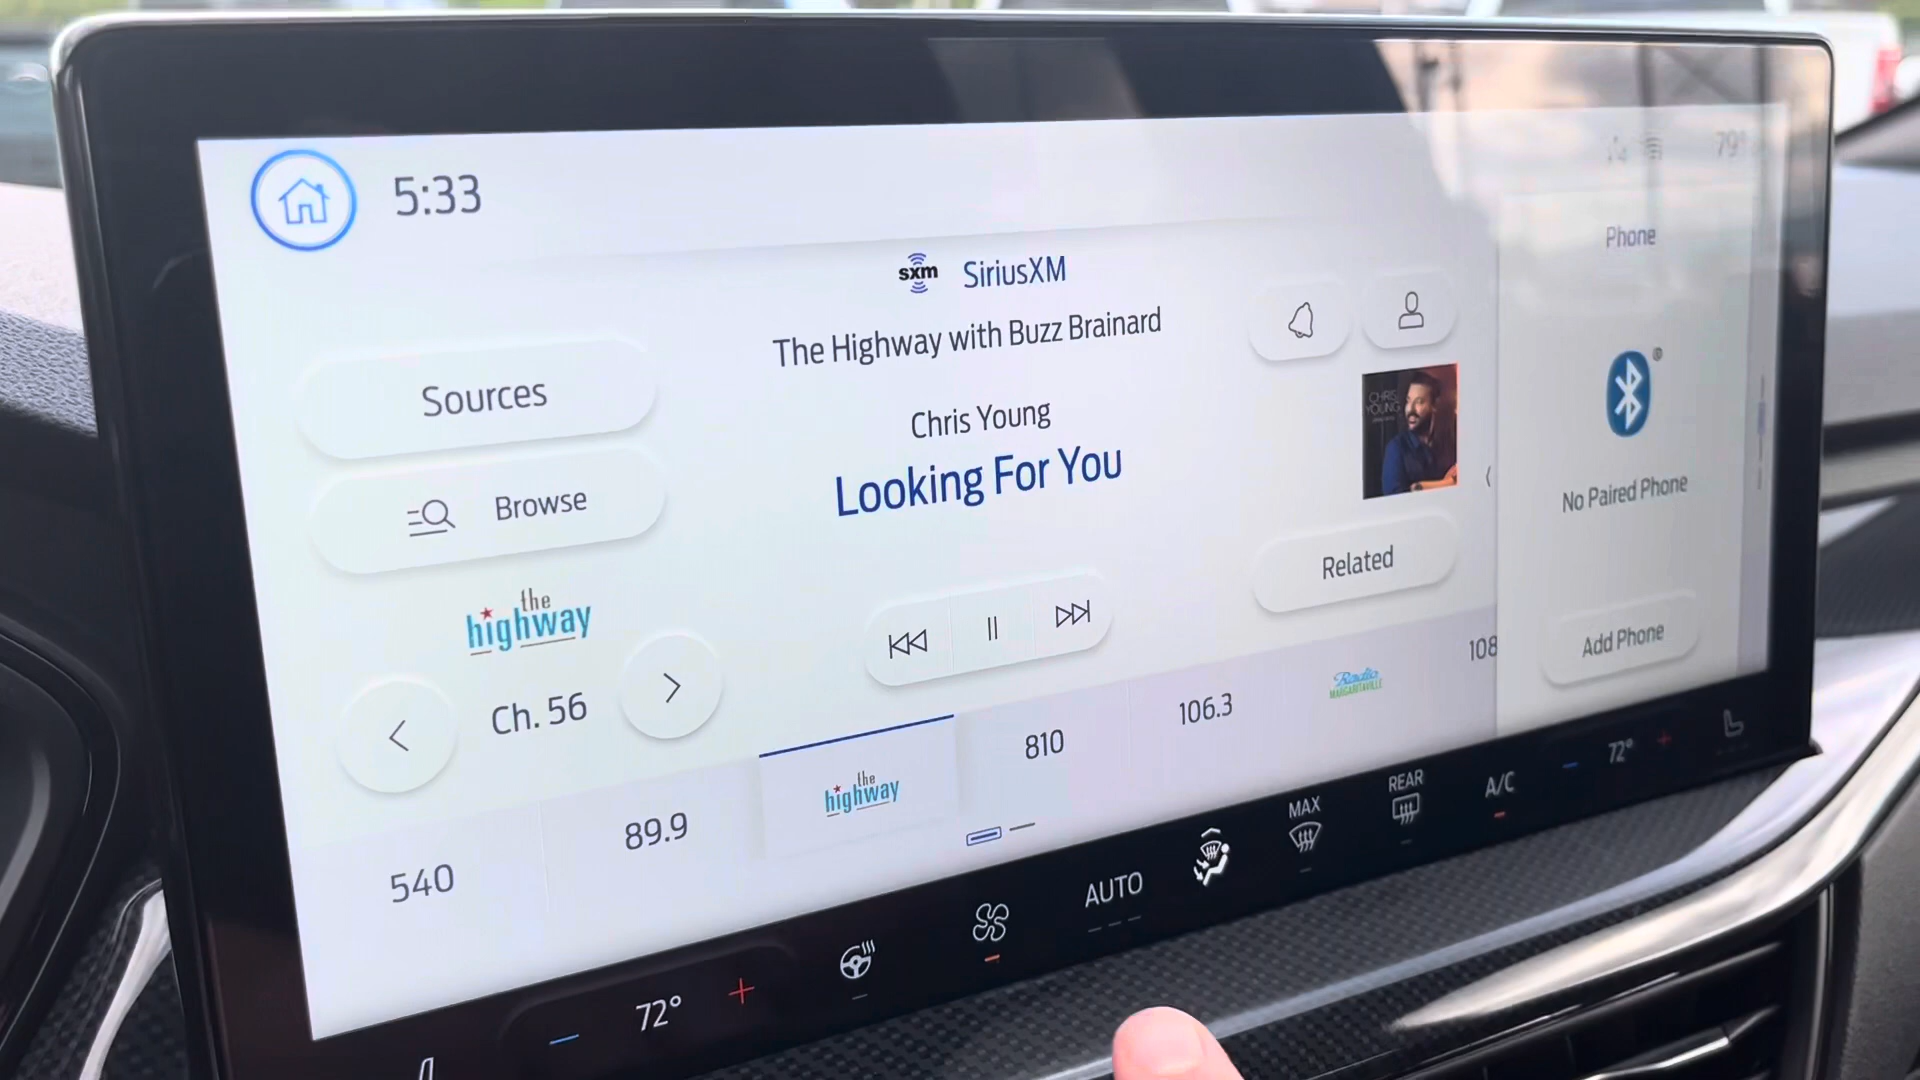 5:33
79°
sxm SiriusXM
The Highway with Buzz Brainard
Phone
Sources
Chris Young
CHRIS YOUNG
Looking For You
Browse
No Paired Phone
Related
the highway
Ch. 56
Add Phone
540
89.9
the highway
810
106.3
Radio MARGARITAVILLE
108
72°
AUTO
MAX
REAR
A/C
72°